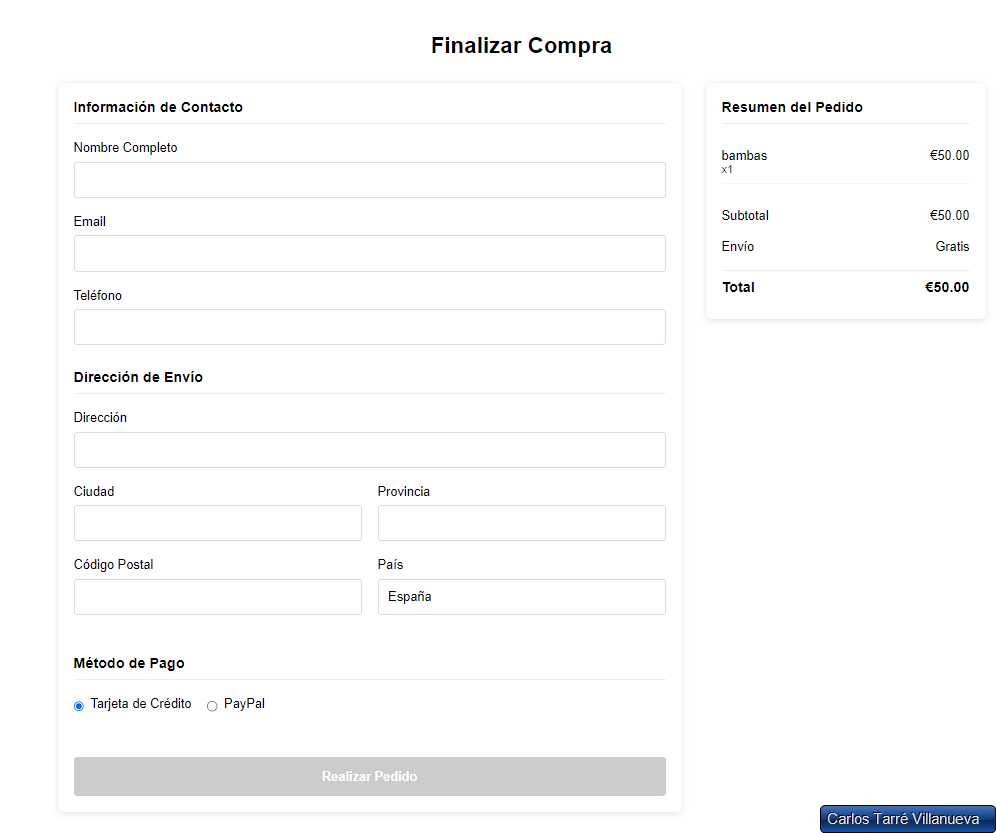 Finalizar Compra
Información de Contacto
Nombre Completo
Email
Teléfono
Dirección de Envío
Dirección
Ciudad Provincia
Código Postal País
España
Método de Pago
Tarjeta de Crédito PayPal
Realizar Pedido
Resumen del Pedido
bambas €50.00
x1
Subtotal €50.00
Envío Gratis
Total €50.00
Carlos Tarré Villanueva